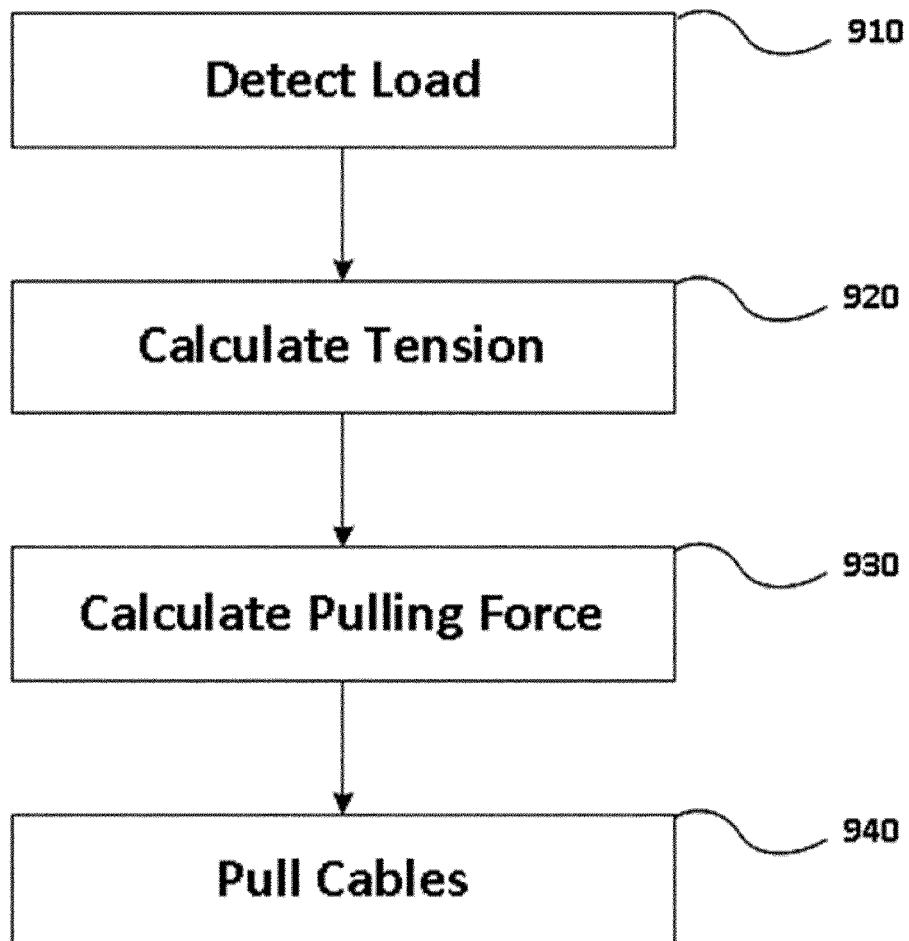 Detect Load
910
Calculate Tension
920
Calculate Pulling Force
930
Pull Cables
940